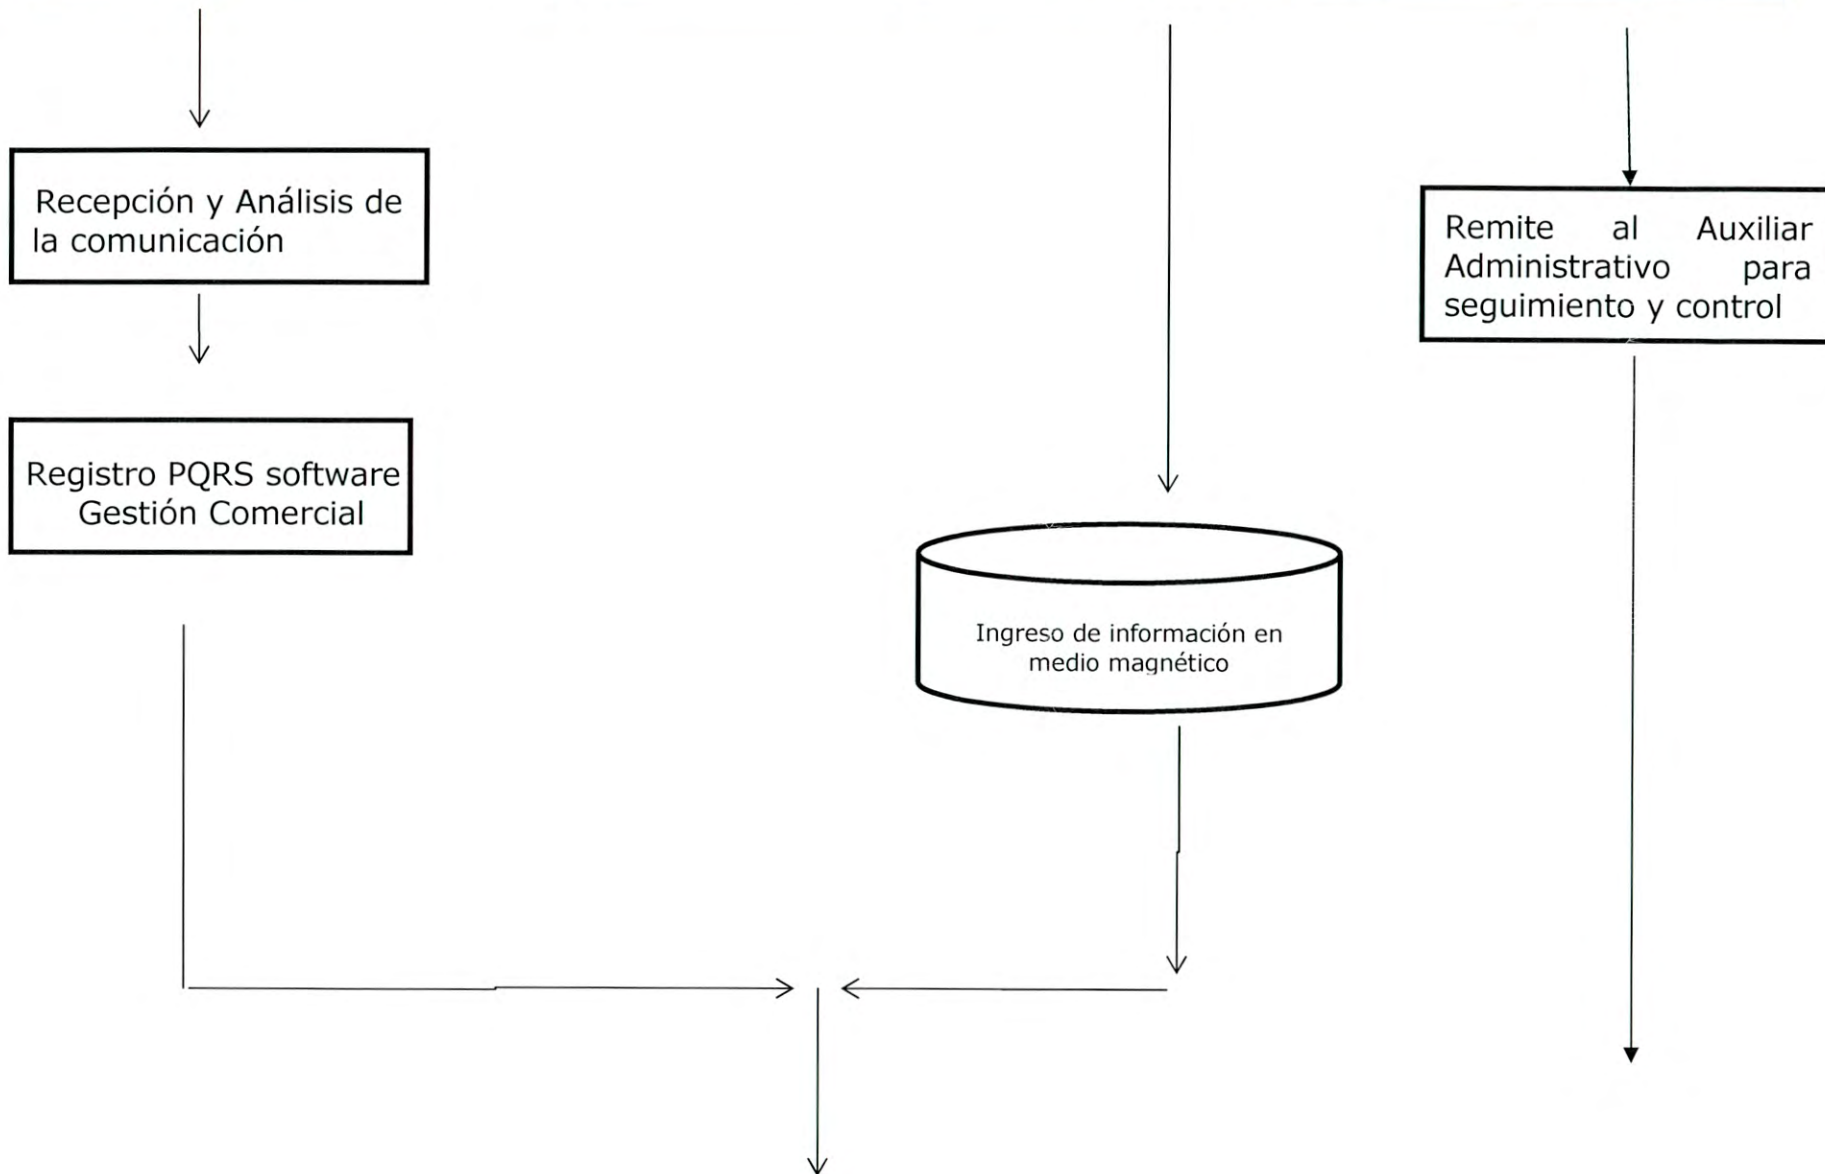 Recepción y Análisis de
la comunicación
Registro PQRS software
Gestión Comercial
Ingreso de información en
medio magnético
Remite al Auxiliar
Administrativo para
seguimiento y control